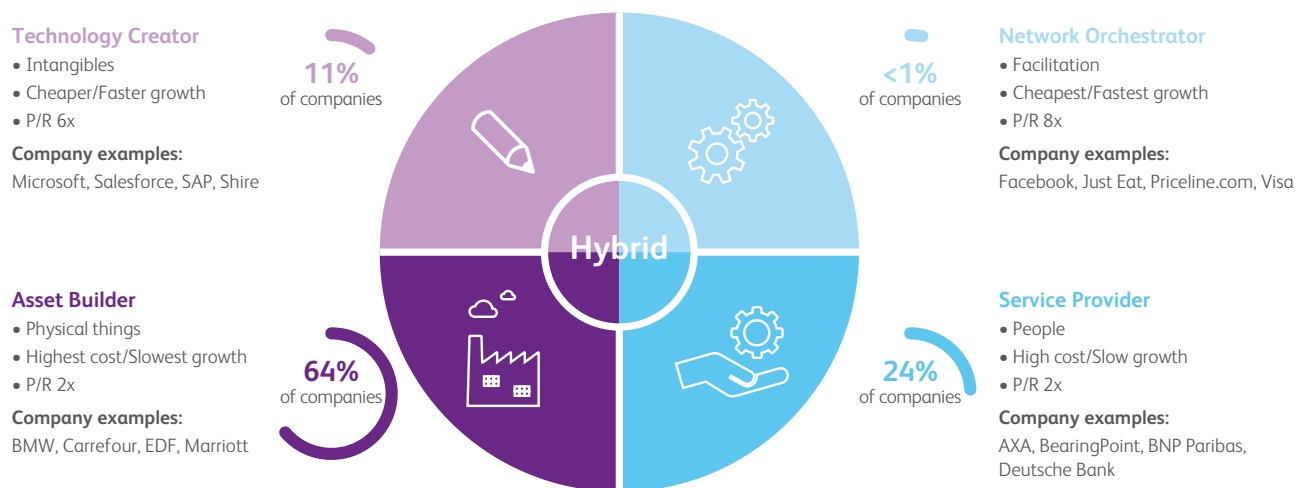 Technology Creator
• Intangibles
• Cheaper/Faster growth
• P/R 6x
Company examples:
Microsoft, Salesforce, SAP, Shire
11%
of companies
<1%
of companies
Network Orchestrator
• Facilitation
• Cheapest/Fastest growth
• P/R 8x
Company examples:
Facebook, Just Eat, Priceline.com, Visa
Hybrid
Asset Builder
• Physical things
• Highest cost/Slowest growth
• P/R 2x
Company examples:
BMW, Carrefour, EDF, Marriott
64%
of companies
24%
of companies
Service Provider
• People
• High cost/Slow growth
• P/R 2x
Company examples:
AXA, BearingPoint, BNP Paribas,
Deutsche Bank